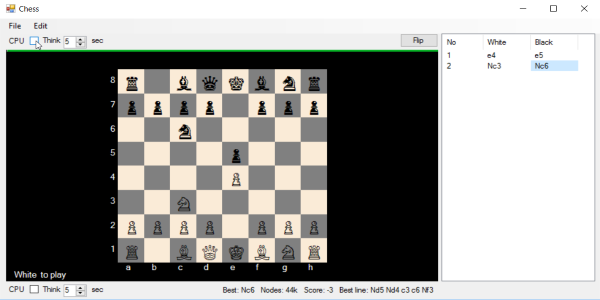 Chess
File Edit
CPU Think 5 sec Flip
No White Black
1 e4 e5
2 Nc3 Nc6
8
7
6
5
4
3
2
1
a b c d e f g h
White to play
CPU Think 5 sec Best: Nc6 Nodes: 44k Score: -3 Best line: Nd5 Nd4 c3 c6 Nf3